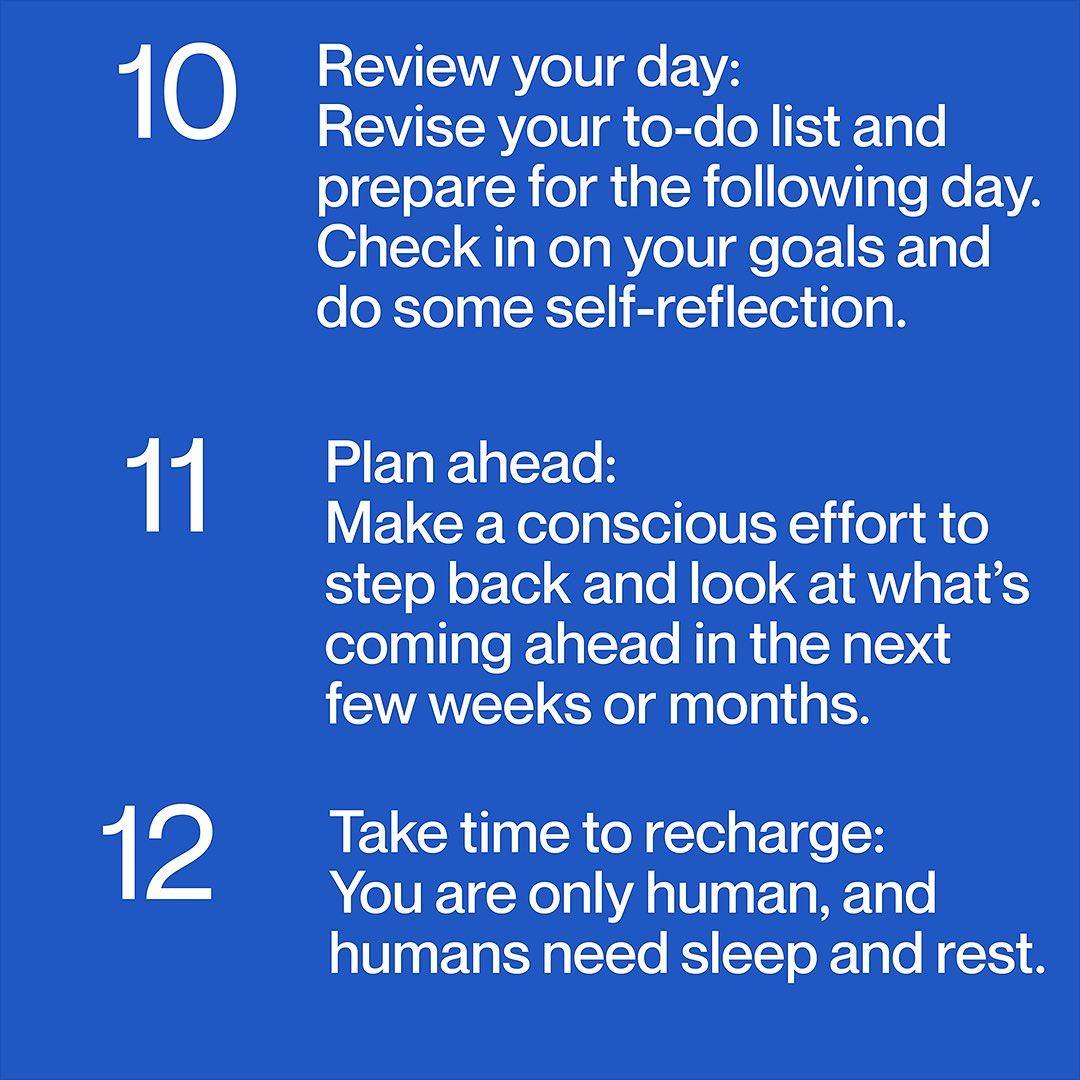 10
Review your day:
Revise your to-do list and
prepare for the following day.
Check in on your goals and
do some self-reflection.
11
Plan ahead:
Make a conscious effort to
step back and look at what’s
coming ahead in the next
few weeks or months.
12
Take time to recharge:
You are only human, and
humans need sleep and rest.